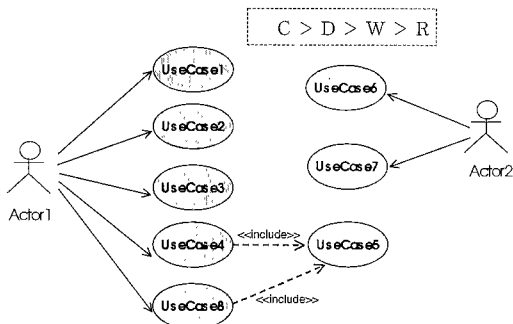 C > D > W > R
UseCase1
UseCase6
UseCase2
UseCase7
Actor2
UseCase3
Actor1
UseCase4
<<include>>
UseCase5
<<include>>
UseCase8